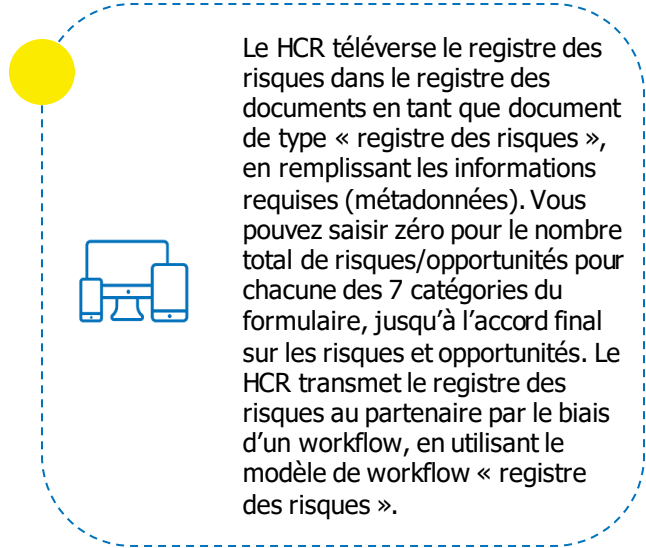 Le HCR téléverse le registre des
risques dans le registre des
documents en tant que document
de type « registre des risques »,
en remplissant les informations
requises (métadonnées). Vous
pouvez saisir zéro pour le nombre
total de risques/opportunités pour
chacune des 7 catégories du
formulaire, jusqu’à l’accord final
sur les risques et opportunités. Le
HCR transmet le registre des
risques au partenaire par le biais
d’un workflow, en utilisant le
modèle de workflow « registre
des risques ».